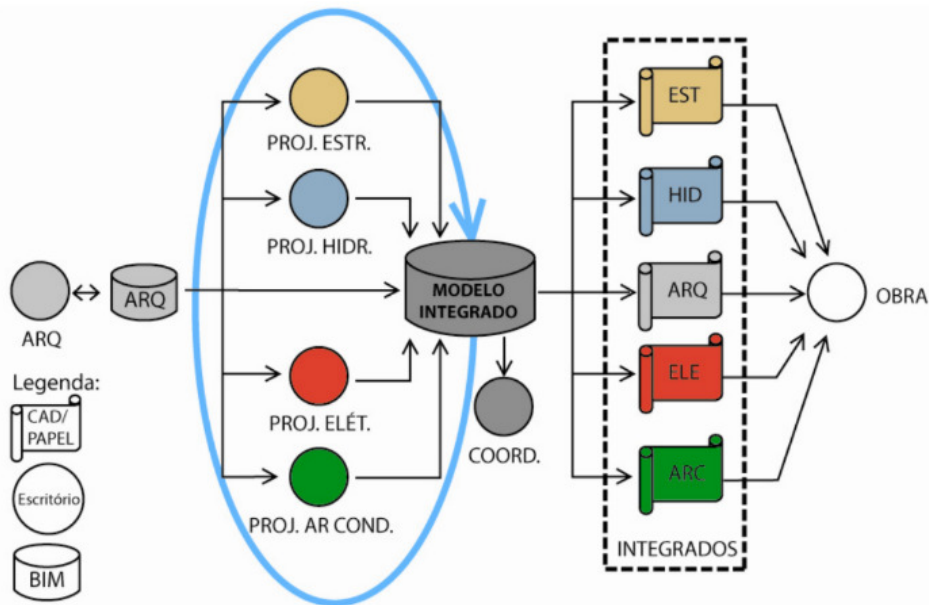 PROJ. ESTR.
PROJ. HIDR.
ARQ
ARQ
MODELO
INTEGRADO
PROJ. ELÉT.
PROJ. AR COND.
COORD.
EST
HID
ARQ
ELE
ARC
INTEGRADOS
OBRA
Legenda:
CAD/
PAPEL
Escritório
BIM